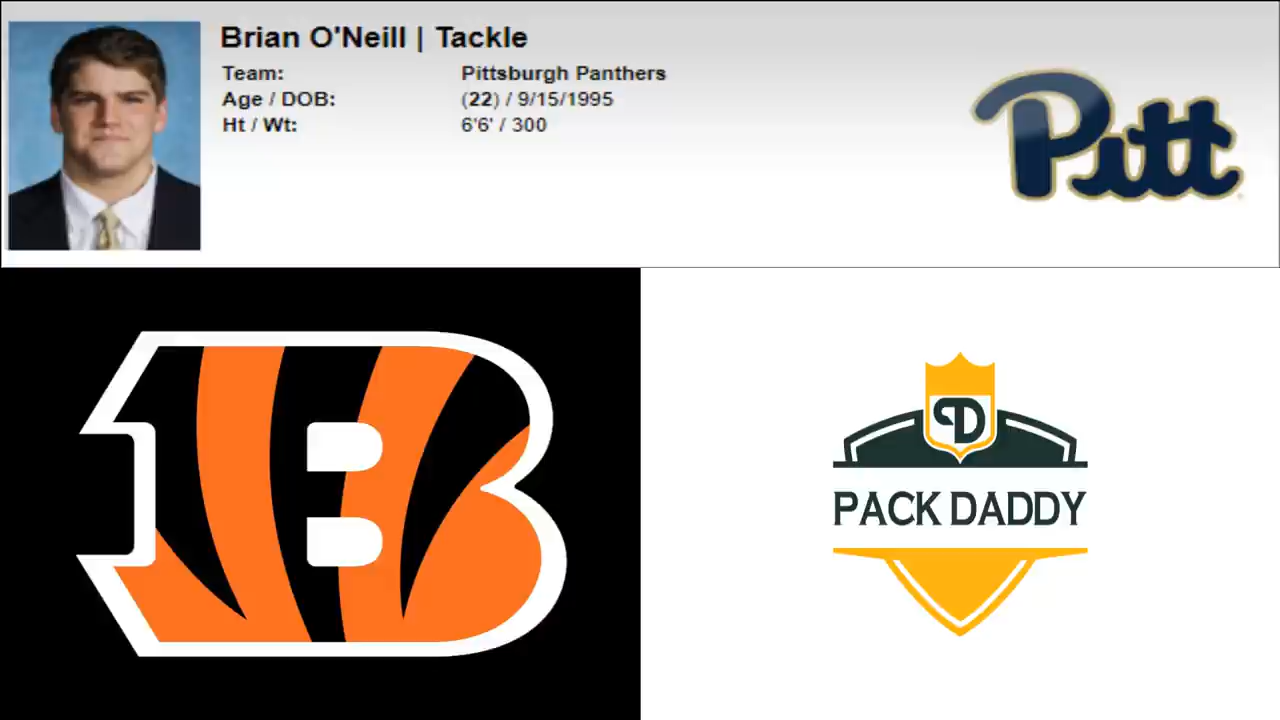 Brian O'Neill | Tackle
Team: Pittsburgh Panthers
Age / DOB: (22) / 9/15/1995
Ht / Wt: 6'6' / 300
Pitt
B
PD
PACK DADDY